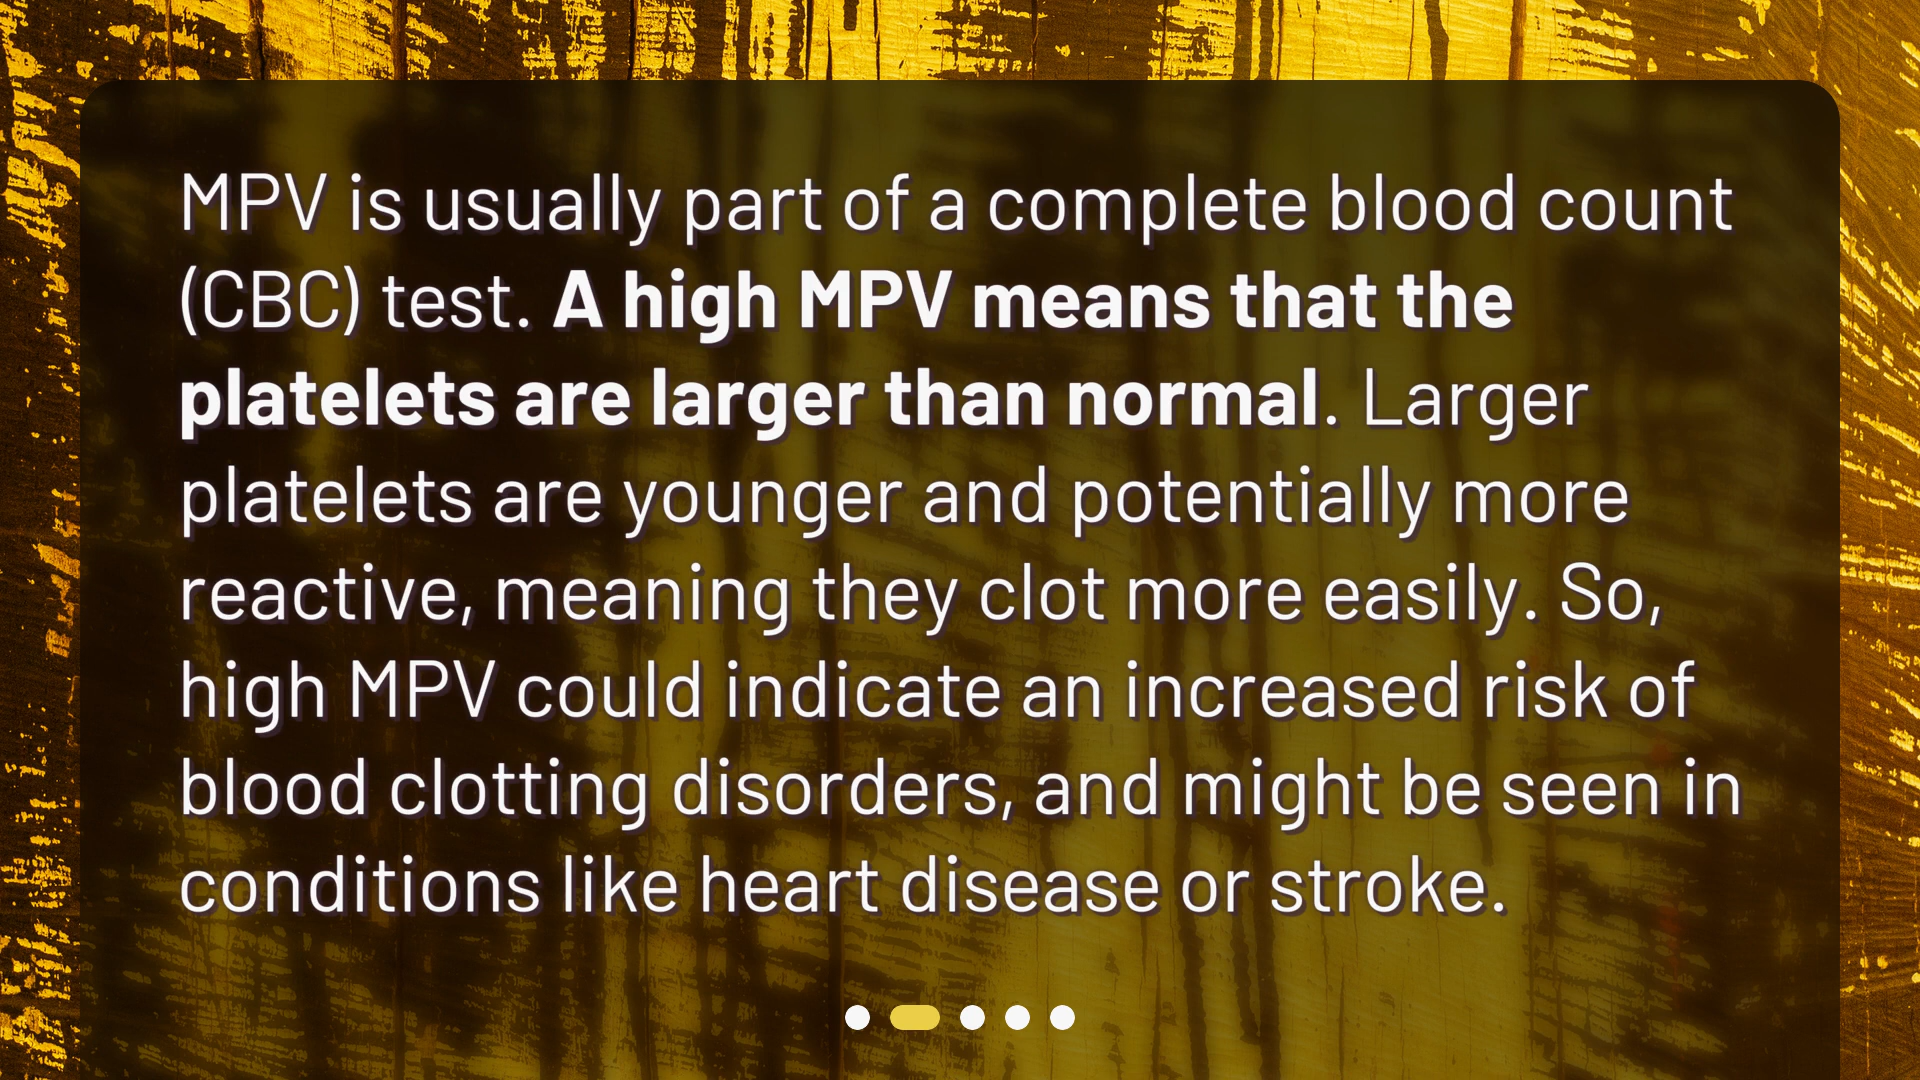 MPV is usually part of a complete blood count
(CBC) test. A high MPV means that the
platelets are larger than normal. Larger
platelets are younger and potentially more
reactive, meaning they clot more easily. So,
high MPV could indicate an increased risk of
blood clotting disorders, and might be seen in
conditions like heart disease or stroke.